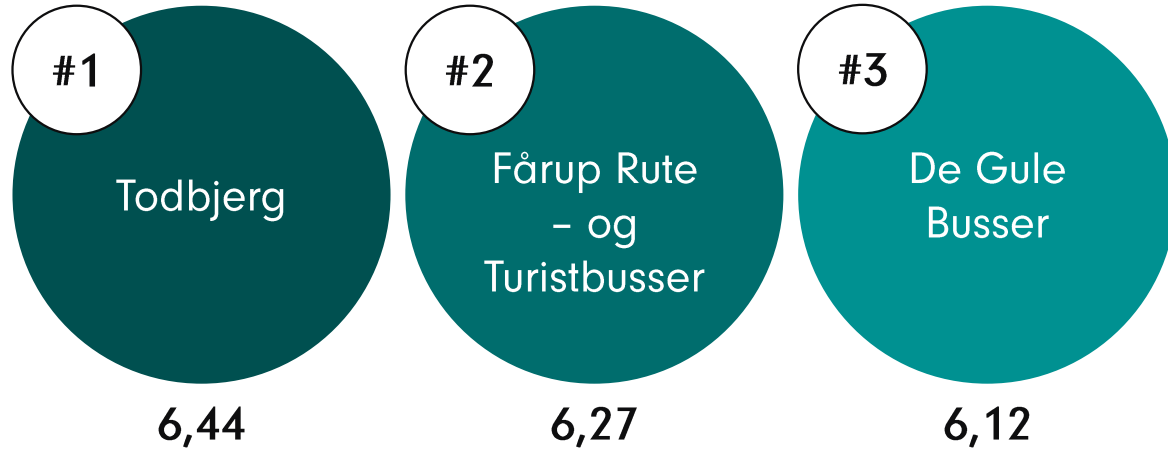 #1
Todbjerg
6,44
#2
Fårup Rute
– og
Turistbusser
6,27
#3
De Gule
Busser
6,12